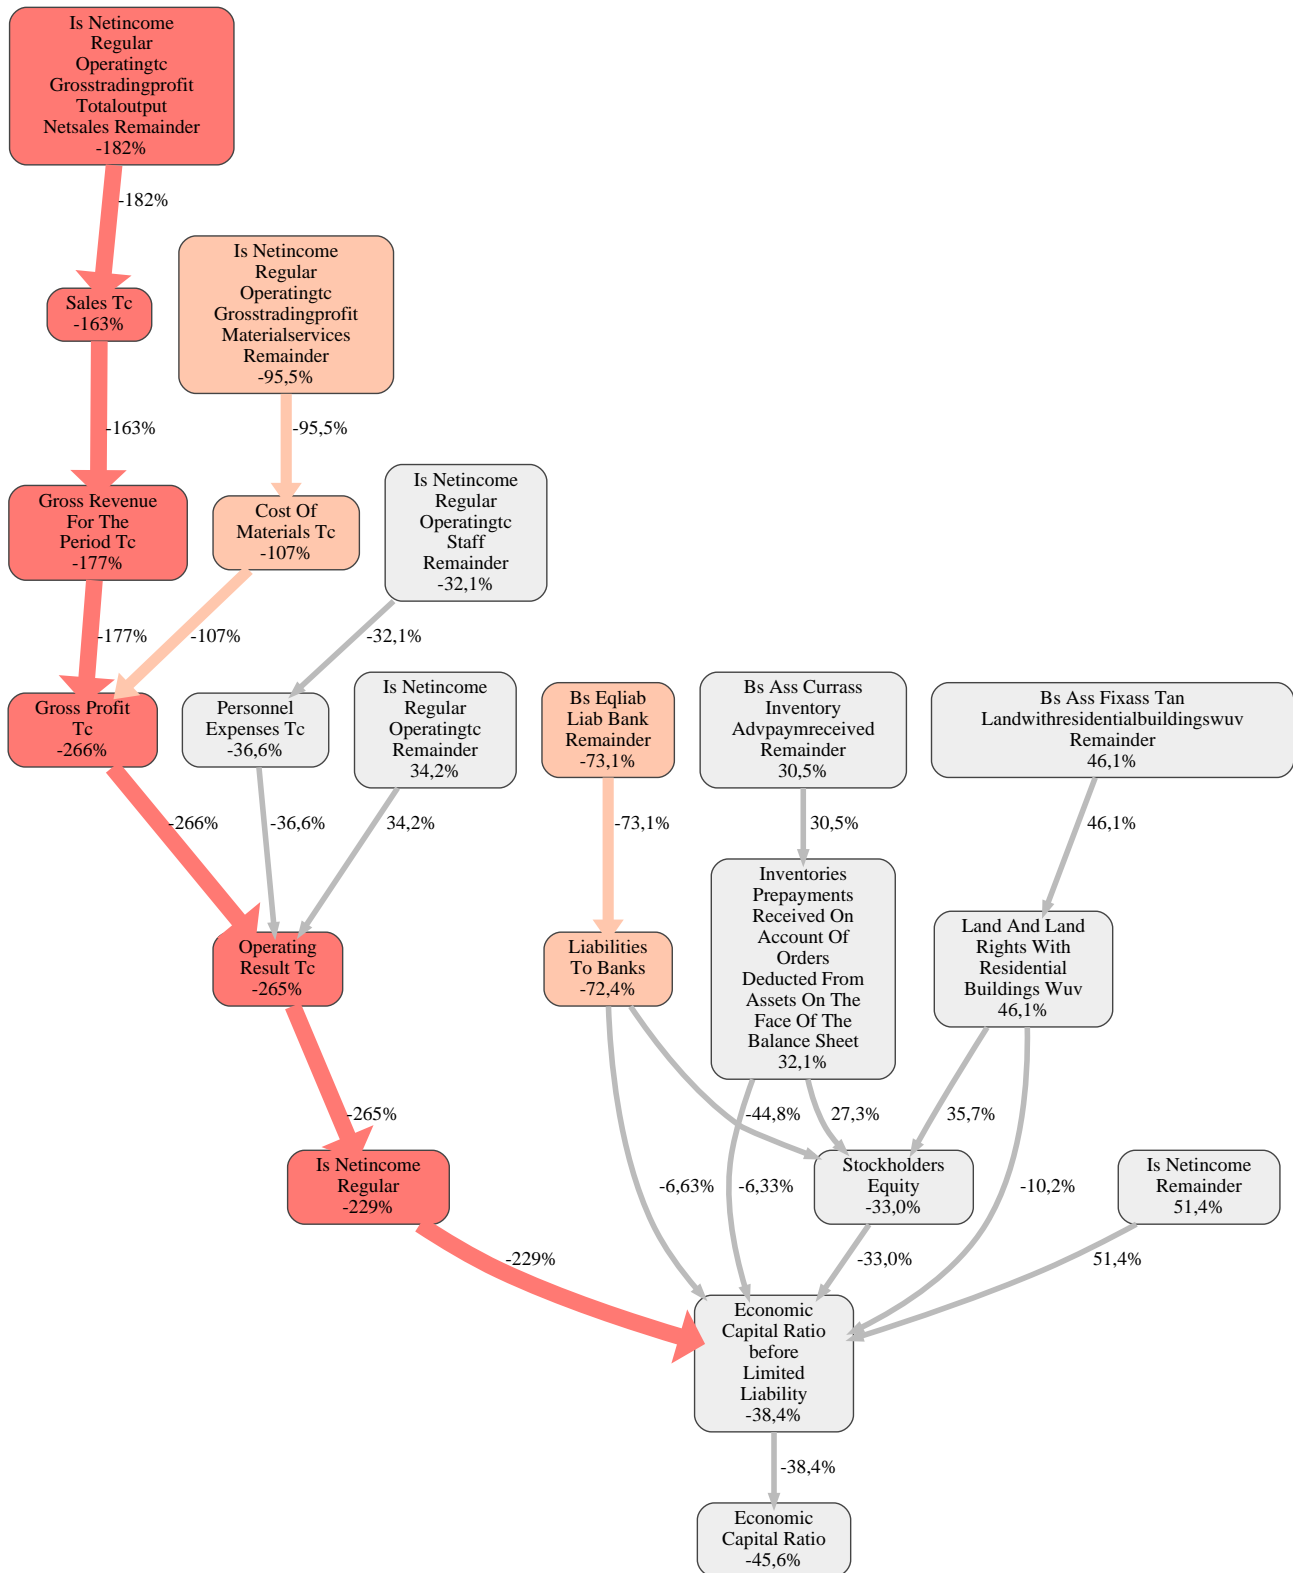 Is Netincome
Regular
Operatingtc
Grosstradingprofit
Totaloutput
Netsales Remainder
-182%
-182%
Is Netincome
Regular
Operatingtc
Grosstradingprofit
Materialservices
Remainder
-95,5%
Sales Tc
-163%
-163%
-95,5%
Is Netincome
Regular
Operatingtc
Staff
Remainder
-32,1%
Gross Revenue
For The
Period Tc
-177%
Cost Of
Materials Tc
-107%
-177%
-107%
-32,1%
Gross Profit
Tc
-266%
Personnel
Expenses Tc
-36,6%
Is Netincome
Regular
Operatingtc
Remainder
34,2%
Bs Eqliab
Liab Bank
Remainder
-73,1%
Bs Ass Currass
Inventory
Advpaymreceived
Remainder
30,5%
Bs Ass Fixass Tan
Landwithresidentialbuildingswuv
Remainder
46,1%
-266%
-36,6%
34,2%
-73,1%
30,5%
46,1%
Operating
Result Tc
-265%
Liabilities
To Banks
-72,4%
Inventories
Prepayments
Received On
Account Of
Orders
Deducted From
Assets On The
Face Of The
Balance Sheet
32,1%
Land And Land
Rights With
Residential
Buildings Wuv
46,1%
-265%
-44,8%
27,3%
35,7%
Is Netincome
Regular
-229%
-6,63%
-6,33%
Stockholders
Equity
-33,0%
-10,2%
Is Netincome
Remainder
51,4%
-229%
-33,0%
51,4%
Economic
Capital Ratio
before
Limited
Liability
-38,4%
-38,4%
Economic
Capital Ratio
-45,6%